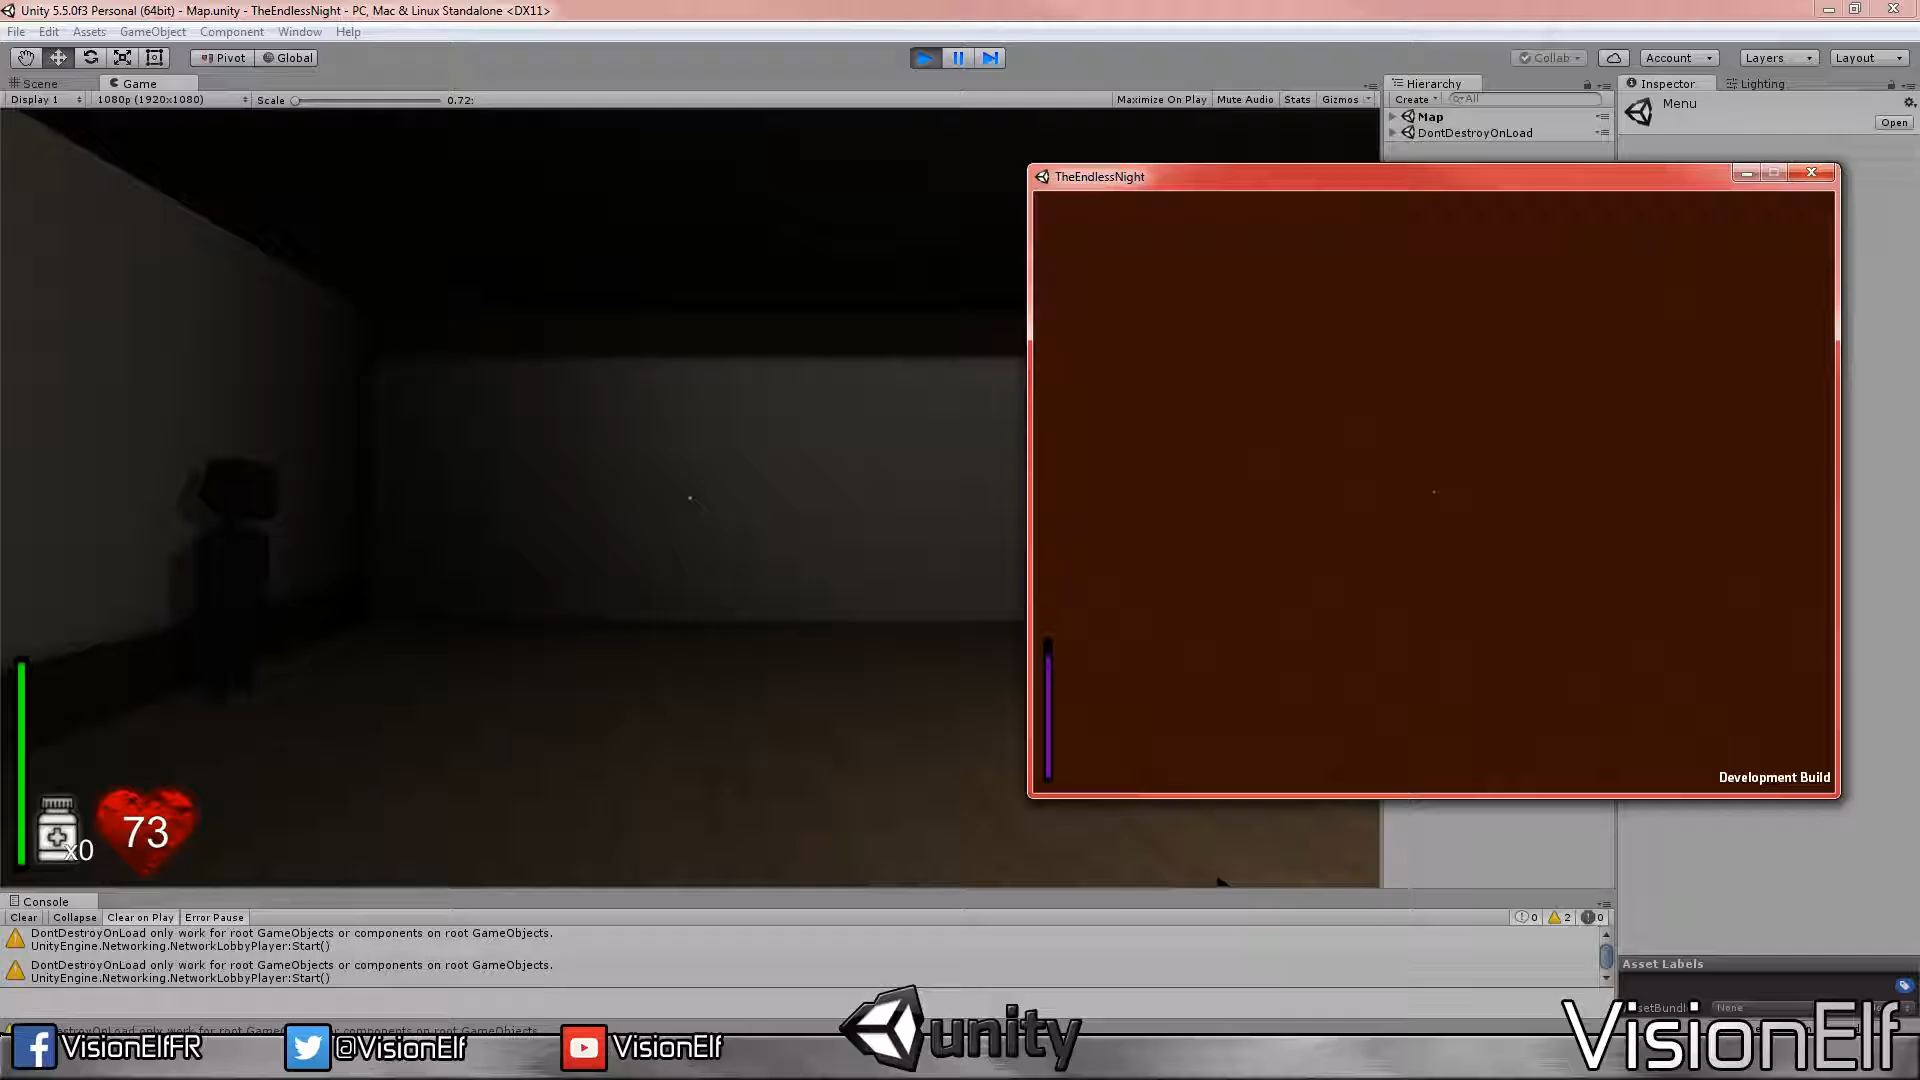 Unity 5.5.0f3 Personal (64bit) - Map.unity - TheEndlessNight - PC, Mac & Linux Standalone <DX11>
File Edit Assets GameObject Component Window Help
Pivot Global Collab Account Layers Layout
Scene Game Hierarchy Inspector Lighting
Display 1 1080p (1920x1080) Scale 0.72: Maximize On Play Mute Audio Stats Gizmos Create All Menu
Map Open
DontDestroyOnLoad
TheEndlessNight
Development Build
73
x0
Console
Clear Collapse Clear on Play Error Pause 0 2 0
DontDestroyOnLoad only work for root GameObjects or components on root GameObjects.
UnityEngine.Networking.NetworkLobbyPlayer:Start()
DontDestroyOnLoad only work for root GameObjects or components on root GameObjects.
UnityEngine.Networking.NetworkLobbyPlayer:Start()
Asset Labels
None
VisionElfFR @VisionElf VisionElf unity VisionElf